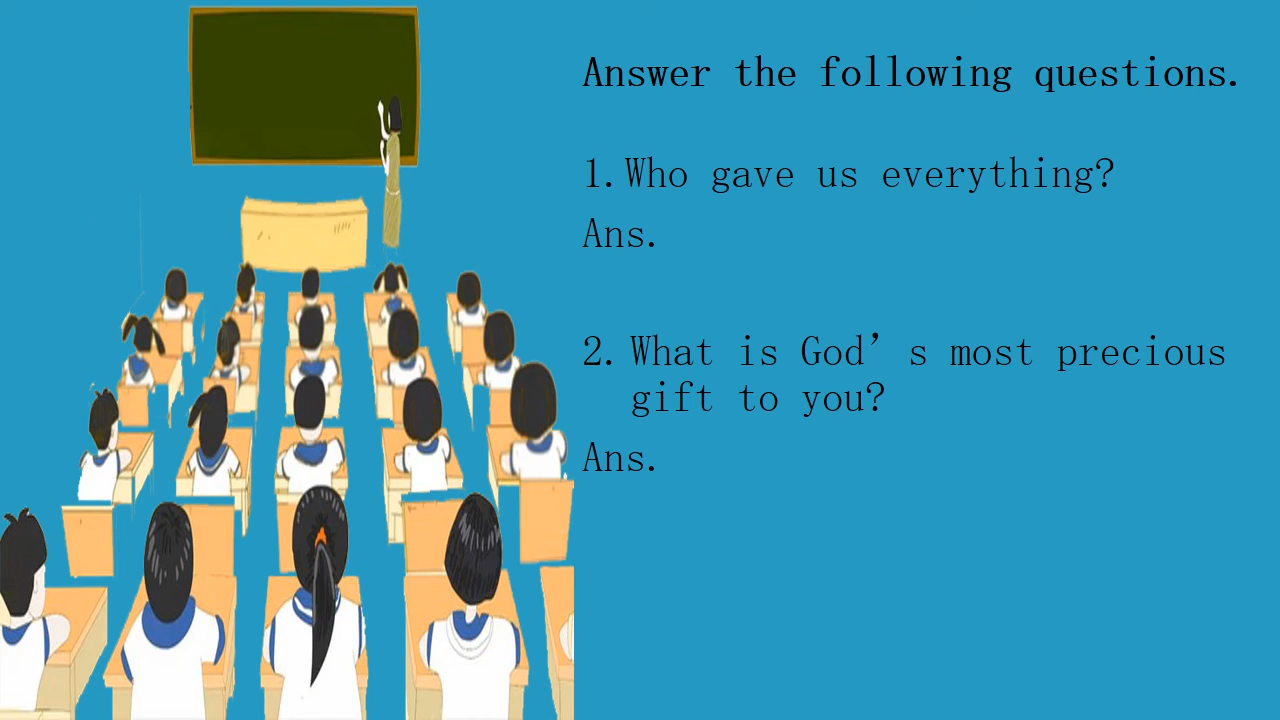 Answer the following questions.
1.Who gave us everything?
Ans.
2. What is God’s most precious
gift to you?
Ans.